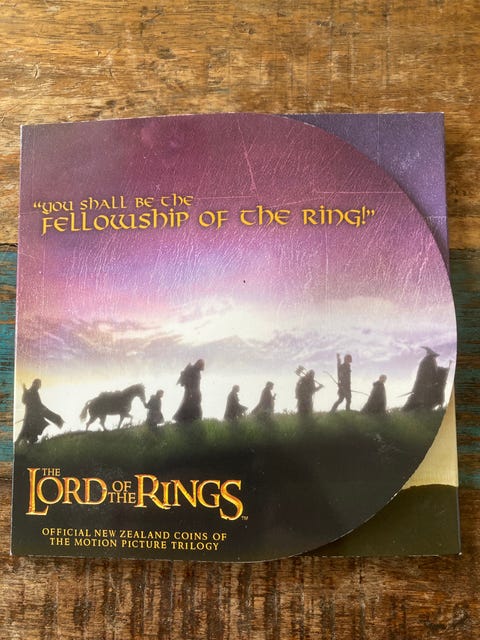 “you shall be the
fellowship of the ring!”
THE
LORD OF THE RINGS™
OFFICIAL NEW ZEALAND COINS OF
THE MOTION PICTURE TRILOGY